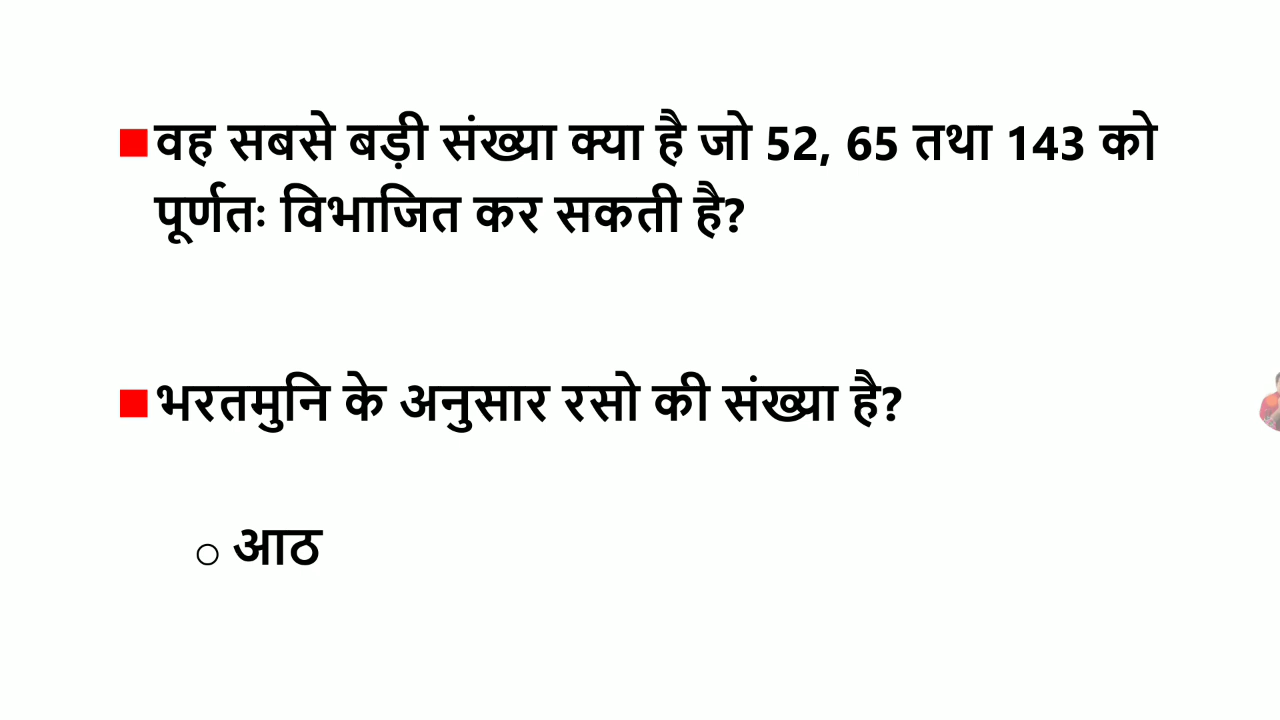 वह सबसे बड़ी संख्या क्या है जो 52, 65 तथा 143 को
पूर्णतः विभाजित कर सकती है?
भरतमुनि के अनुसार रसो की संख्या है?
आठ